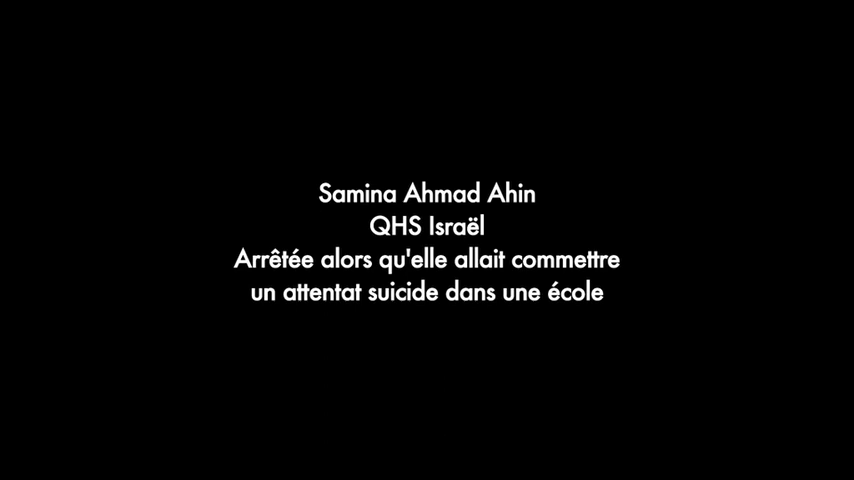 Samina Ahmad Ahin
QHS Israël
Arrêtée alors qu'elle allait commettre
un attentat suicide dans une école